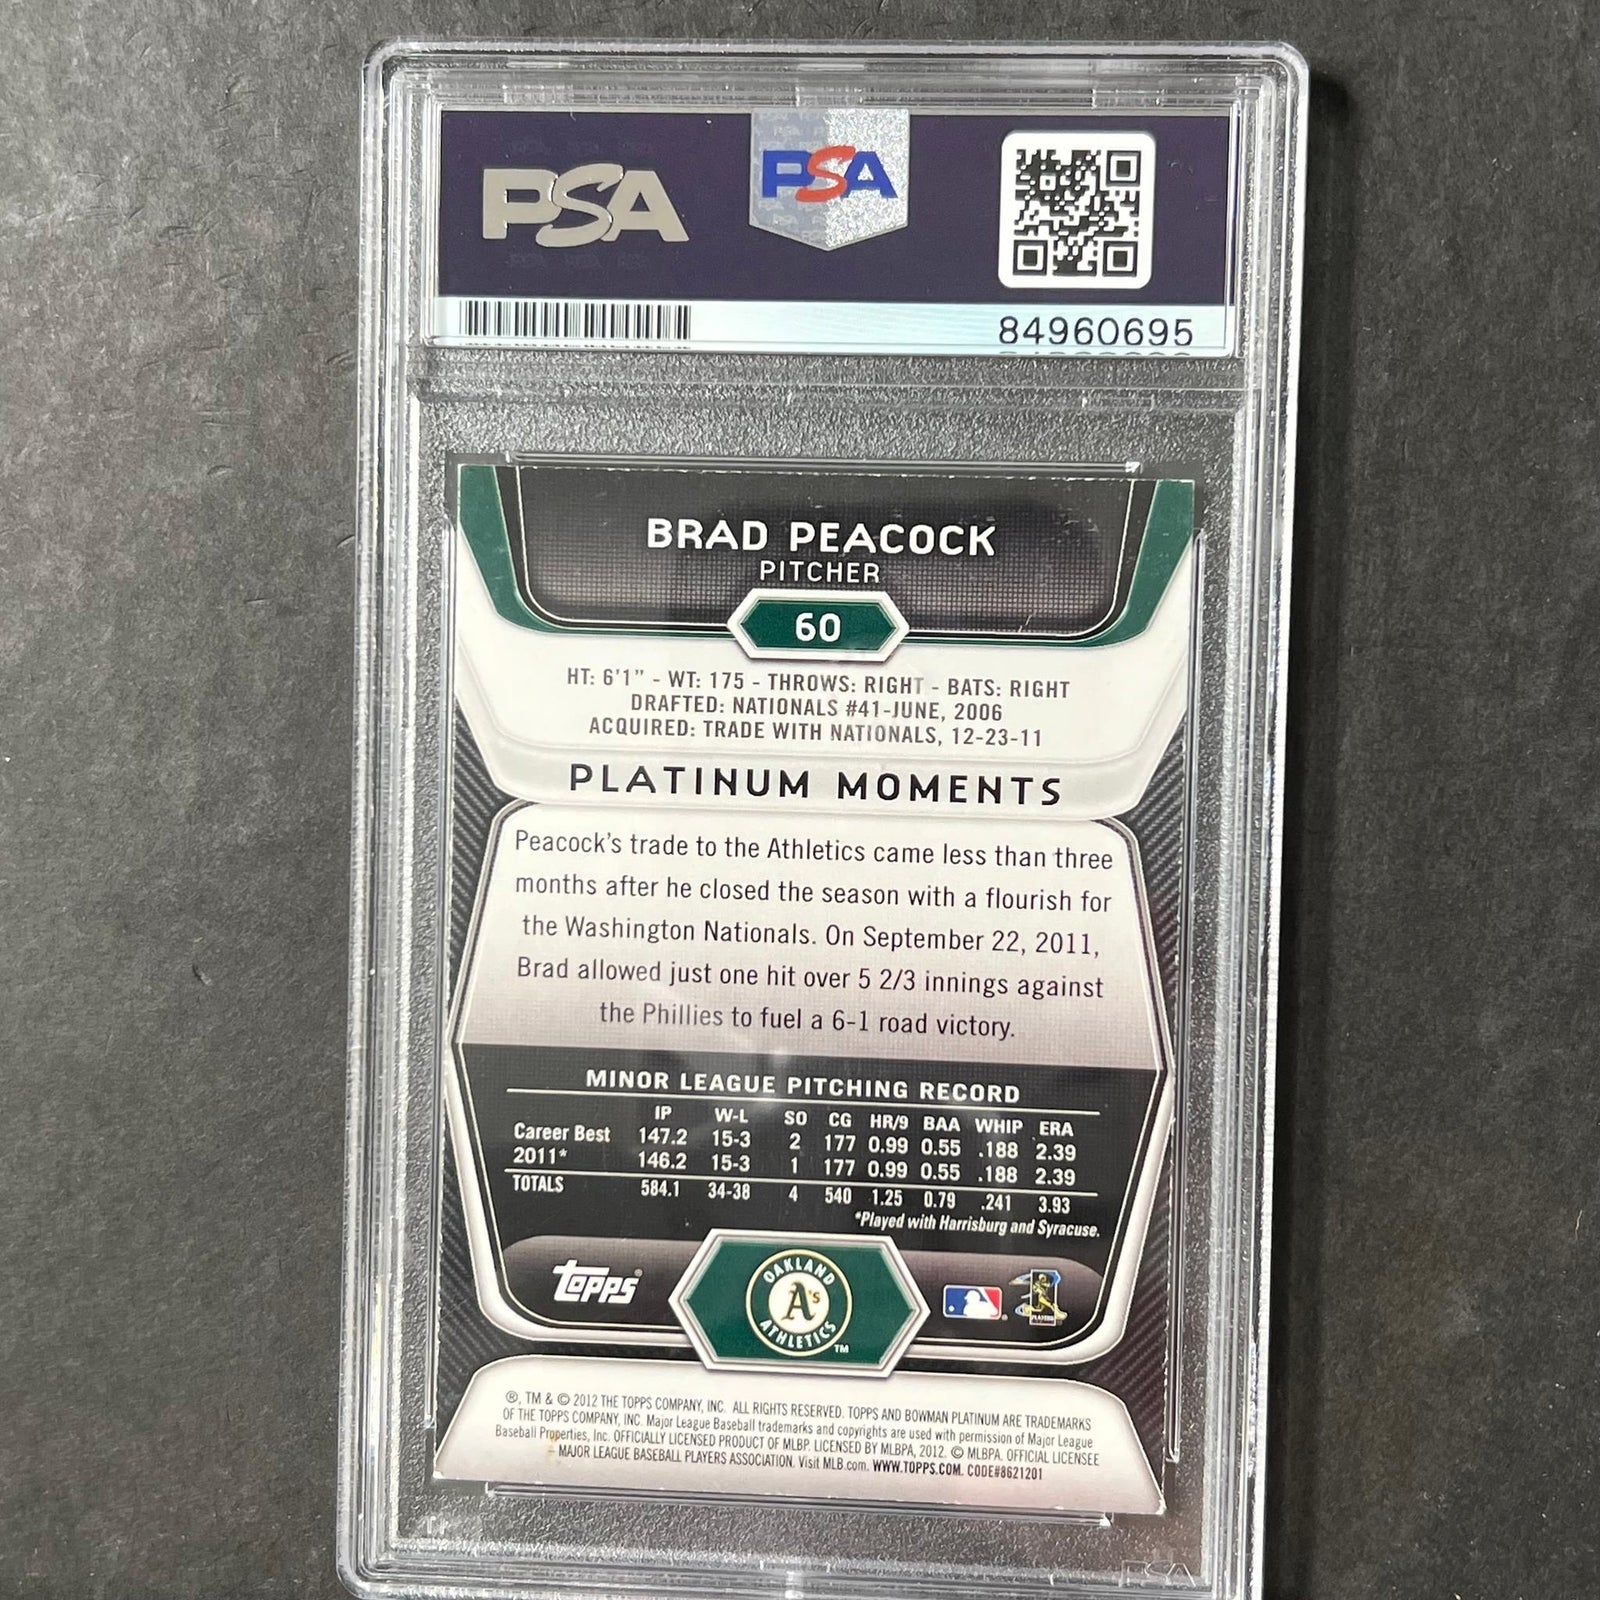 PSA
PSA
84960695
BRAD PEACOCK
PITCHER
60
HT: 6'1" - WT: 175 - THROWS: RIGHT - BATS: RIGHT
DRAFTED: NATIONALS #41-JUNE, 2006
ACQUIRED: TRADE WITH NATIONALS, 12-23-11
PLATINUM MOMENTS
Peacock's trade to the Athletics came less than three
months after he closed the season with a flourish for
the Washington Nationals. On September 22, 2011,
Brad allowed just one hit over 5 2/3 innings against
the Phillies to fuel a 6-1 road victory.
MINOR LEAGUE PITCHING RECORD
IP W-L SO CG HR/9 BAA WHIP ERA
Career Best 147.2 15-3 2 177 0.99 0.55 .188 2.39
2011* 146.2 15-3 1 177 0.99 0.55 .188 2.39
TOTALS 584.1 34-38 4 540 1.25 0.79 .241 3.93
*Played with Harrisburg and Syracuse.
Topps
OAKLAND
A's
ATHLETICS
TM
®, TM & © 2012 THE TOPPS COMPANY, INC. ALL RIGHTS RESERVED. TOPPS AND BOWMAN PLATINUM ARE TRADEMARKS
OF THE TOPPS COMPANY, INC. Major League Baseball trademarks and copyrights are used with permission of Major League
Baseball Properties, Inc. OFFICIALLY LICENSED PRODUCT OF MLBP. LICENSED BY MLBPA, 2012. © MLBPA. OFFICIAL LICENSEE
– MAJOR LEAGUE BASEBALL PLAYERS ASSOCIATION. Visit MLB.com. WWW.TOPPS.COM. CODE#8621201
PSA